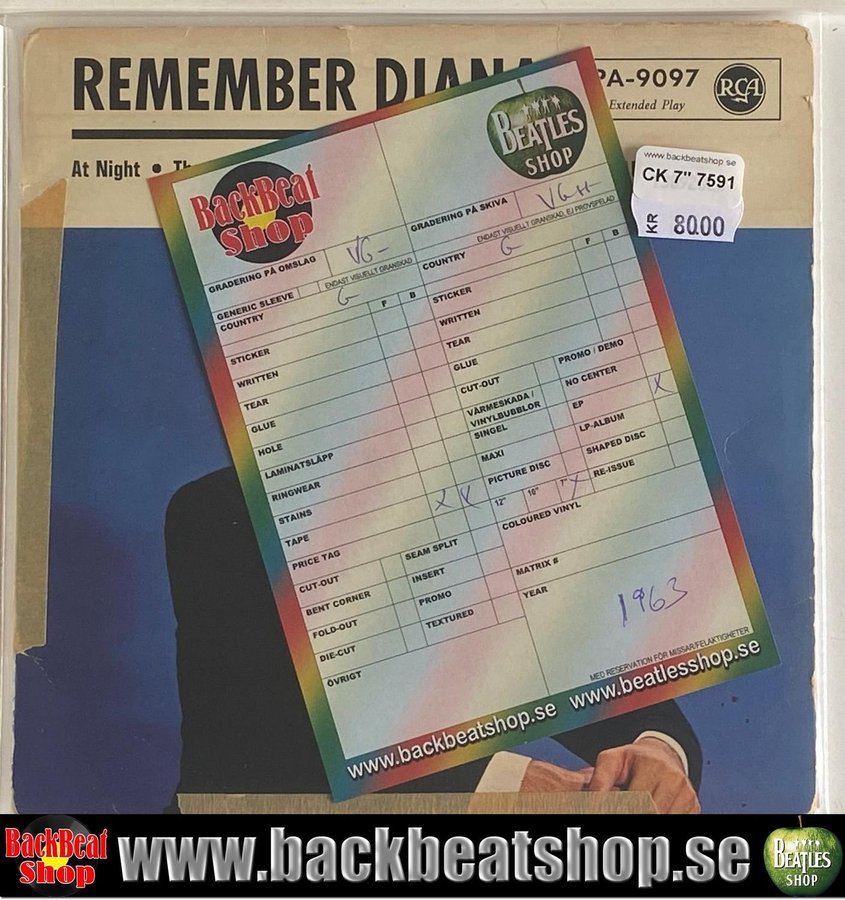 REMEMBER DIANA
PA-9097
RCA
Extended Play
At Night •
www.backbeatshop.se
CK 7" 7591
KR 80.00
BackBeat
Shop
BEATLES
SHOP
GRADERING PÅ OMSLAG
VG-
ENDAST VISUELLT GRANSKAD
GRADERING PÅ SKIVA
VG++
ENDAST VISUELLT GRANSKAD, EJ PROVSPELAD
GENERIC SLEEVE
COUNTRY
G
F
B
STICKER
WRITTEN
TEAR
GLUE
HOLE
LAMINATSLÄPP
RINGWEAR
STAINS
TAPE
X X
PRICE TAG
CUT-OUT
SEAM SPLIT
BENT CORNER
INSERT
FOLD-OUT
PROMO
DIE-CUT
TEXTURED
ÖVRIGT
COUNTRY
G
F
B
STICKER
WRITTEN
TEAR
GLUE
CUT-OUT
PROMO / DEMO
VÄRMESKADA /
VINYLBUBBLOR
NO CENTER
SINGEL
EP
X
MAXI
LP-ALBUM
PICTURE DISC
SHAPED DISC
12"
10"
7"
X
RE-ISSUE
COLOURED VINYL
MATRIX #
YEAR
1963
MED RESERVATION FÖR MISSAR/FELAKTIGHETER
www.backbeatshop.se www.beatlesshop.se
BackBeat
Shop
www.backbeatshop.se
BEATLES
SHOP